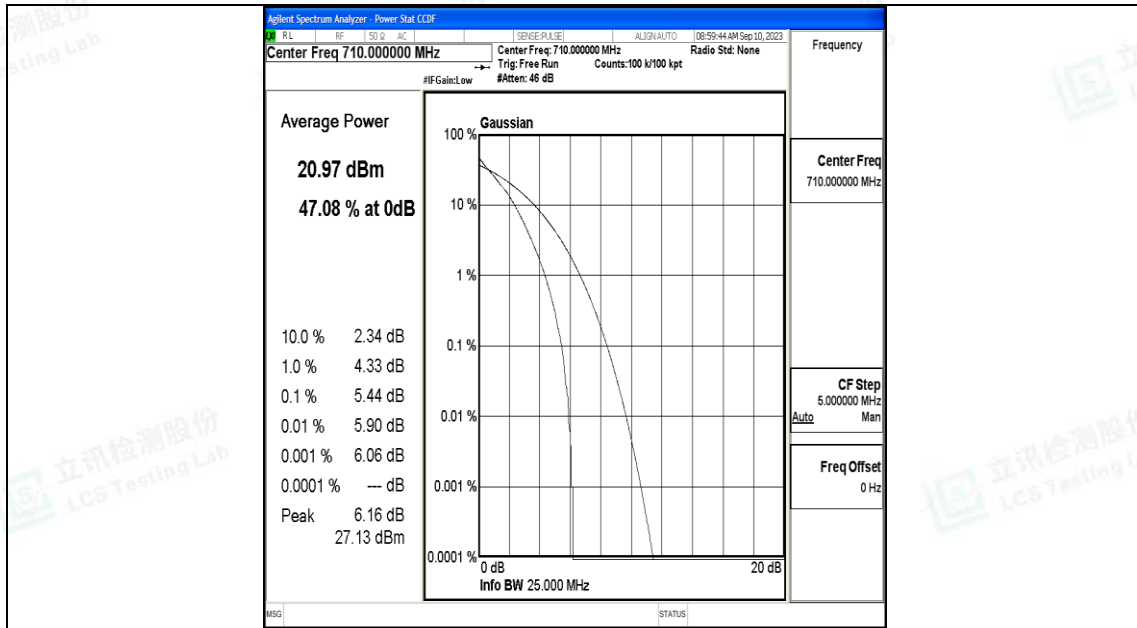 Agilent Spectrum Analyzer - Power Stat CCDF
RL RF 50 Ω AC SENSE:PULSE ALIGN AUTO 08:59:44 AM Sep 10, 2023
Center Freq 710.000000 MHz
Center Freq: 710.000000 MHz Radio Std: None
Trig: Free Run Counts:100 k/100 kpt
#IFGain:Low #Atten: 46 dB
Frequency
Average Power
20.97 dBm
47.08 % at 0dB
10.0 % 2.34 dB
1.0 % 4.33 dB
0.1 % 5.44 dB
0.01 % 5.90 dB
0.001 % 6.06 dB
0.0001 % --- dB
Peak 6.16 dB
27.13 dBm
Gaussian
100 %
10 %
1 %
0.1 %
0.01 %
0.001 %
0.0001 %
0 dB 20 dB
Info BW 25.000 MHz
Center Freq
710.000000 MHz
CF Step
5.000000 MHz
Auto Man
Freq Offset
0 Hz
MSG STATUS
立讯检测股份
LCS Testing Lab
立讯检测股份